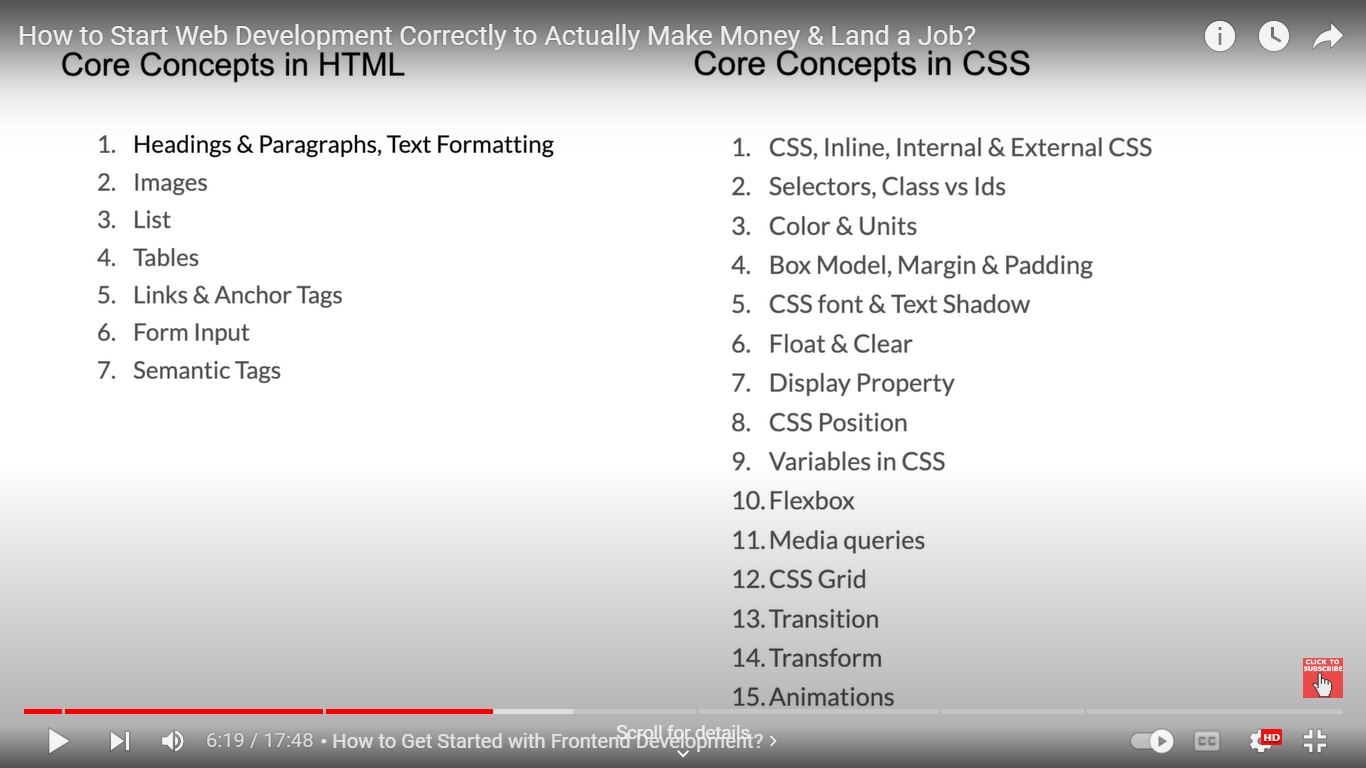 How to Start Web Development Correctly to Actually Make Money & Land a Job?
Core Concepts in HTML
1. Headings & Paragraphs, Text Formatting
2. Images
3. List
4. Tables
5. Links & Anchor Tags
6. Form Input
7. Semantic Tags
Core Concepts in CSS
1. CSS, Inline, Internal & External CSS
2. Selectors, Class vs Ids
3. Color & Units
4. Box Model, Margin & Padding
5. CSS font & Text Shadow
6. Float & Clear
7. Display Property
8. CSS Position
9. Variables in CSS
10. Flexbox
11. Media queries
12. CSS Grid
13. Transition
14. Transform
15. Animations
CLICK TO
SUBSCRIBE
Scroll for details
6:19 / 17:48 • How to Get Started with Frontend Development?
CC
HD